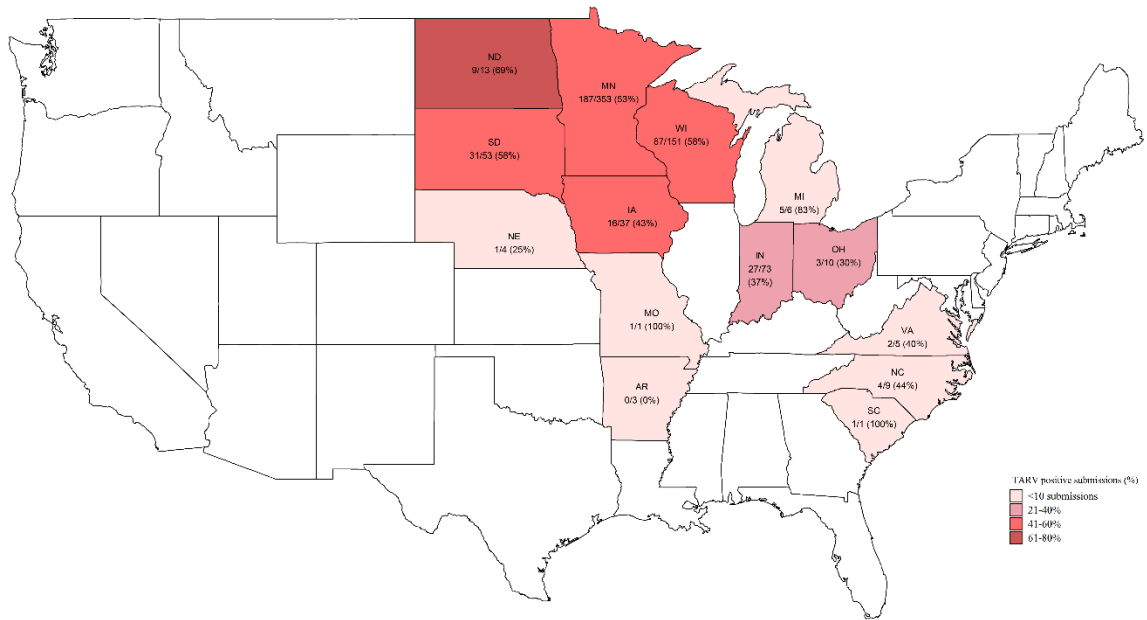 ND
9/13 (69%)
MN
187/353 (53%)
WI
87/151 (58%)
SD
31/53 (58%)
MI
5/6 (83%)
IA
16/37 (43%)
NE
1/4 (25%)
IN
27/73
(37%)
OH
3/10 (30%)
MO
1/1 (100%)
VA
2/5 (40%)
NC
4/9 (44%)
AR
0/3 (0%)
SC
1/1 (100%)
TARV positive submissions (%)
<10 submissions
21-40%
41-60%
61-80%